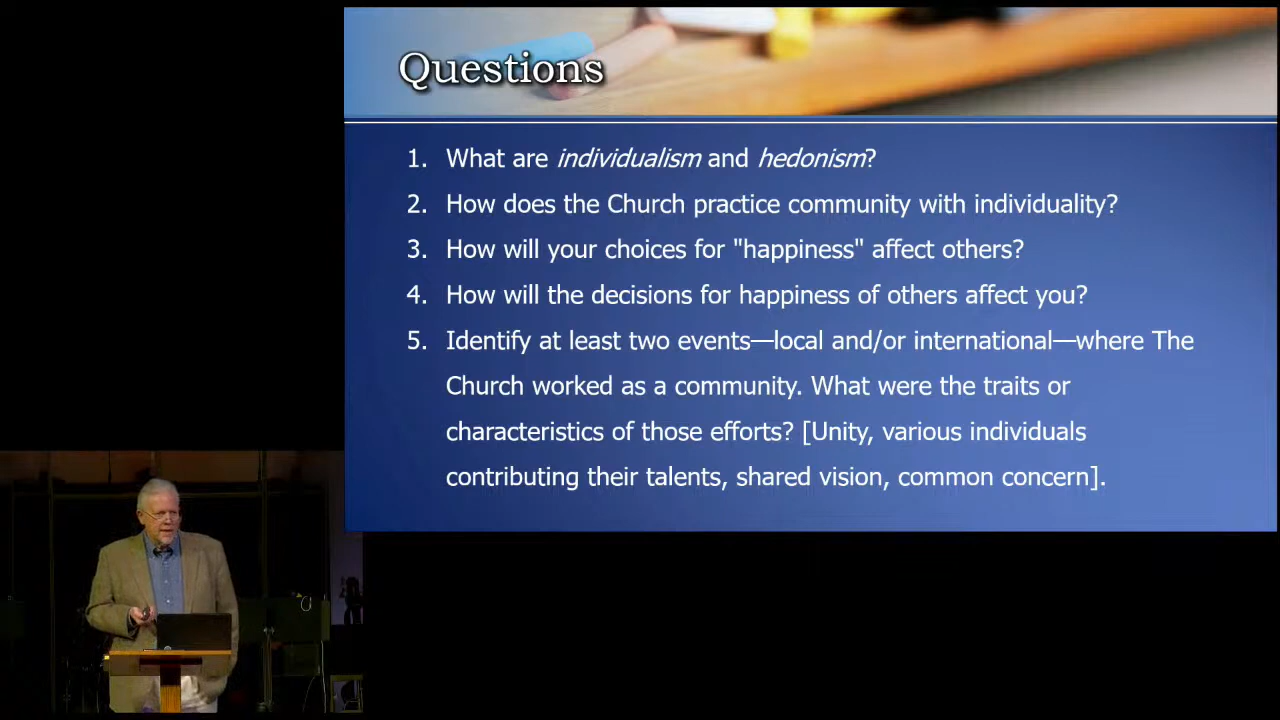 Questions
1. What are individualism and hedonism?
2. How does the Church practice community with individuality?
3. How will your choices for "happiness" affect others?
4. How will the decisions for happiness of others affect you?
5. Identify at least two events—local and/or international—where The
Church worked as a community. What were the traits or
characteristics of those efforts? [Unity, various individuals
contributing their talents, shared vision, common concern].